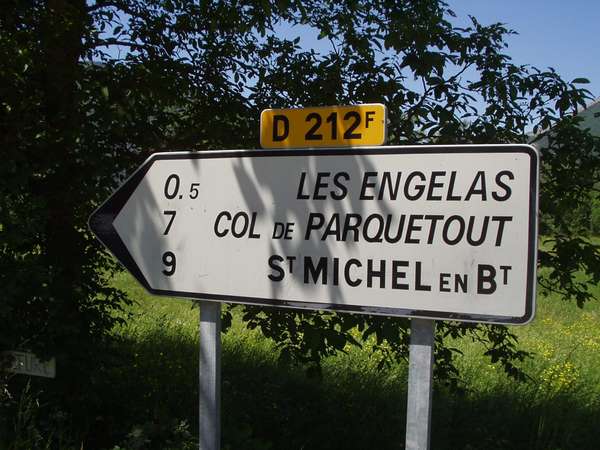 D 212F
0.5 LES ENGELAS
7 COL DE PARQUETOUT
9 ST MICHEL EN BT